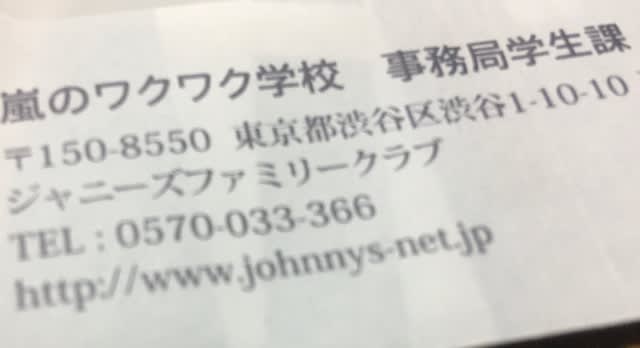 嵐のワクワク学校 事務局学生課
〒150-8550 東京都渋谷区渋谷1-10-10
ジャニーズファミリークラブ
TEL : 0570-033-366
http://www.johnnys-net.jp